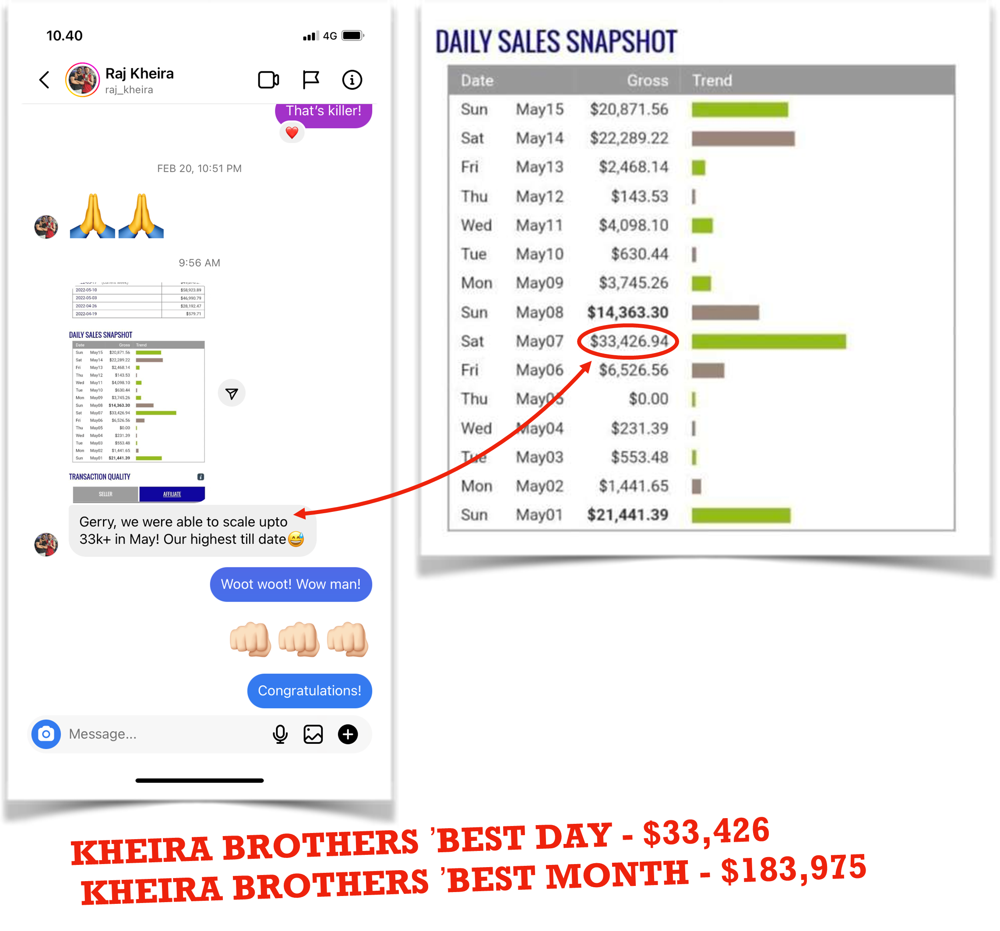 10.40
4G
Raj Kheira
raj_kheira
That's killer!
FEB 20, 10:51 PM
9:56 AM
(current week)
2022-05-10 $58,923.89
2022-05-03 $46,990.79
2022-04-26 $28,192.47
2022-04-19 $579.71
DAILY SALES SNAPSHOT
Date Gross Trend
Sun May15 $20,871.56
Sat May14 $22,289.22
Fri May13 $2,468.14
Thu May12 $143.53
Wed May11 $4,098.10
Tue May10 $630.44
Mon May09 $3,745.26
Sun May08 $14,363.30
Sat May07 $33,426.94
Fri May06 $6,526.56
Thu May05 $0.00
Wed May04 $231.39
Tue May03 $553.48
Mon May02 $1,441.65
Sun May01 $21,441.39
TRANSACTION QUALITY
SELLER AFFILIATE
Gerry, we were able to scale upto
33k+ in May! Our highest till date😅
Woot woot! Wow man!
Congratulations!
Message...
DAILY SALES SNAPSHOT
Date Gross Trend
Sun May15 $20,871.56
Sat May14 $22,289.22
Fri May13 $2,468.14
Thu May12 $143.53
Wed May11 $4,098.10
Tue May10 $630.44
Mon May09 $3,745.26
Sun May08 $14,363.30
Sat May07 $33,426.94
Fri May06 $6,526.56
Thu May05 $0.00
Wed May04 $231.39
Tue May03 $553.48
Mon May02 $1,441.65
Sun May01 $21,441.39
KHEIRA BROTHERS ’BEST DAY - $33,426
KHEIRA BROTHERS ’BEST MONTH - $183,975